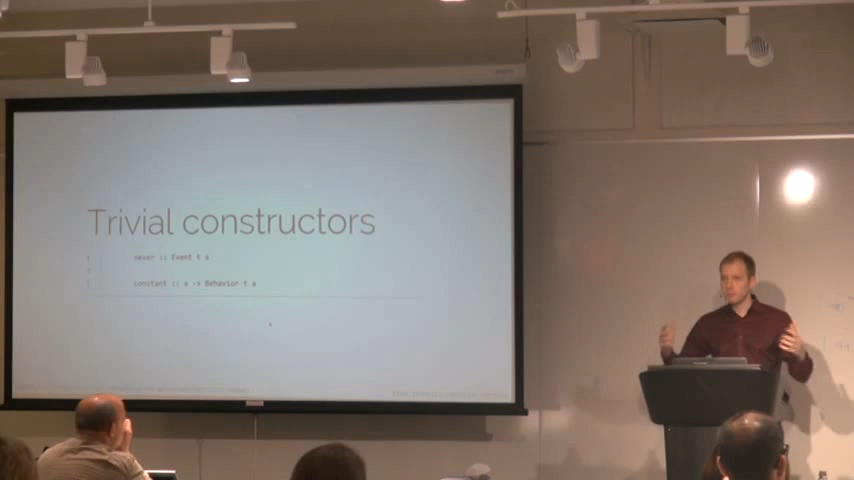 Trivial constructors
never :: Event t a
constant :: a -> Behavior t a